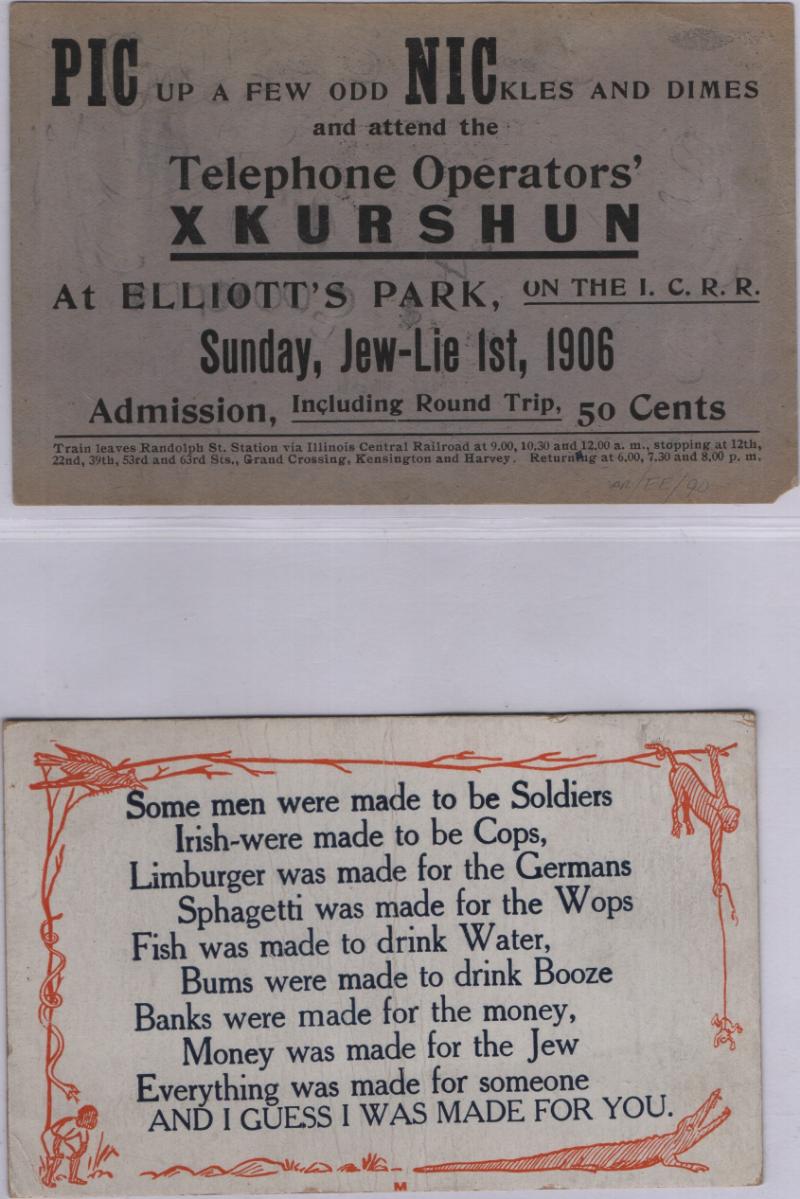 PIC UP A FEW ODD NICKLES AND DIMES
and attend the
Telephone Operators'
XKURSHUN
At ELLIOTT'S PARK, ON THE I. C. R. R.
Sunday, Jew-Lie 1st, 1906
Admission, Including Round Trip, 50 Cents
Train leaves Randolph St. Station via Illinois Central Railroad at 9.00, 10,30 and 12.00 a. m., stopping at 12th,
22nd, 39th, 53rd and 63rd Sts., Grand Crossing, Kensington and Harvey. Returning at 6.00, 7.30 and 8.00 p. m.
Some men were made to be Soldiers
Irish-were made to be Cops,
Limburger was made for the Germans
Sphagetti was made for the Wops
Fish was made to drink Water,
Bums were made to drink Booze
Banks were made for the money,
Money was made for the Jew
Everything was made for someone
AND I GUESS I WAS MADE FOR YOU.
M